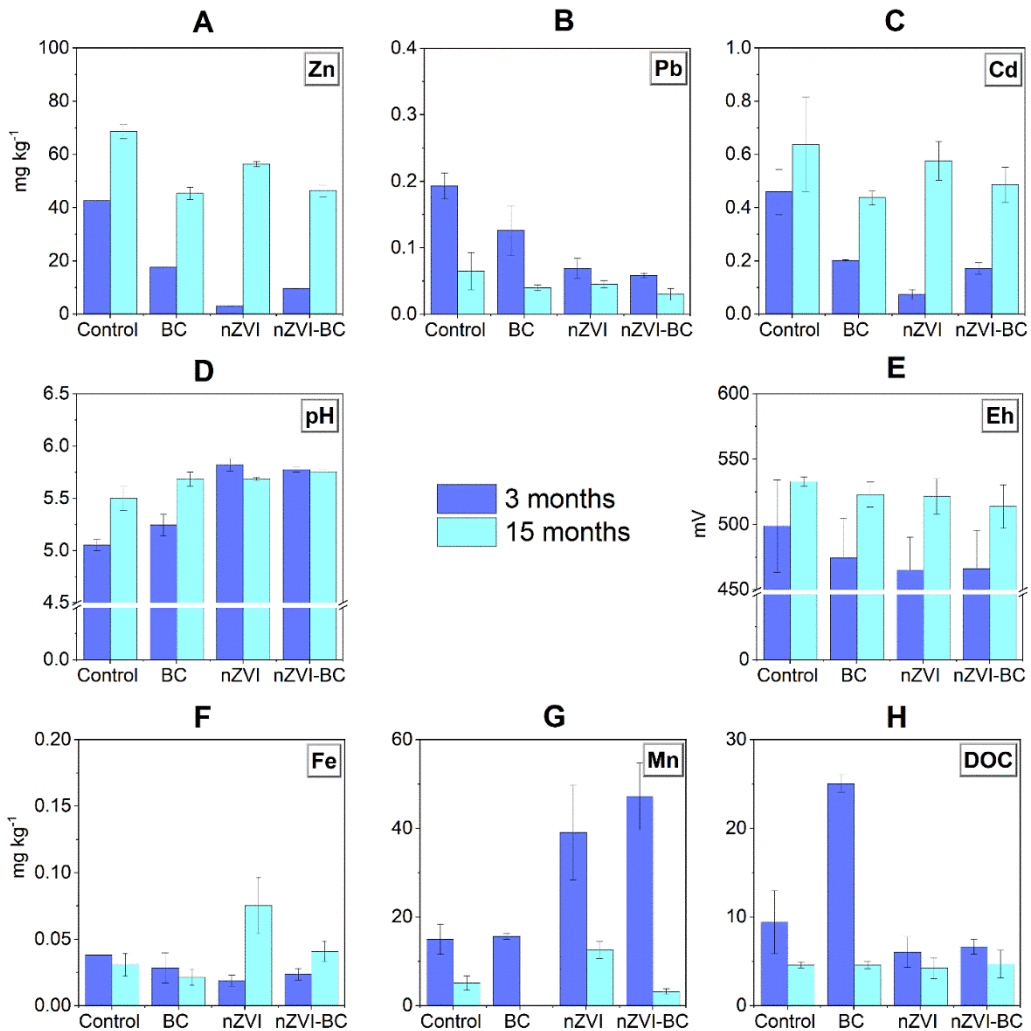 A
B
C
Zn
Pb
Cd
mg kg⁻¹
100
80
60
40
20
0
0.4
0.3
0.2
0.1
0.0
1.0
0.8
0.6
0.4
0.2
0.0
Control BC nZVI nZVI-BC
Control BC nZVI nZVI-BC
Control BC nZVI nZVI-BC
D
E
pH
Eh
6.5
6.0
5.5
5.0
4.5
0.0
3 months
15 months
mV
600
550
500
450
0
Control BC nZVI nZVI-BC
Control BC nZVI nZVI-BC
F
G
H
Fe
Mn
DOC
mg kg⁻¹
0.20
0.15
0.10
0.05
0.00
60
40
20
0
30
20
10
0
Control BC nZVI nZVI-BC
Control BC nZVI nZVI-BC
Control BC nZVI nZVI-BC